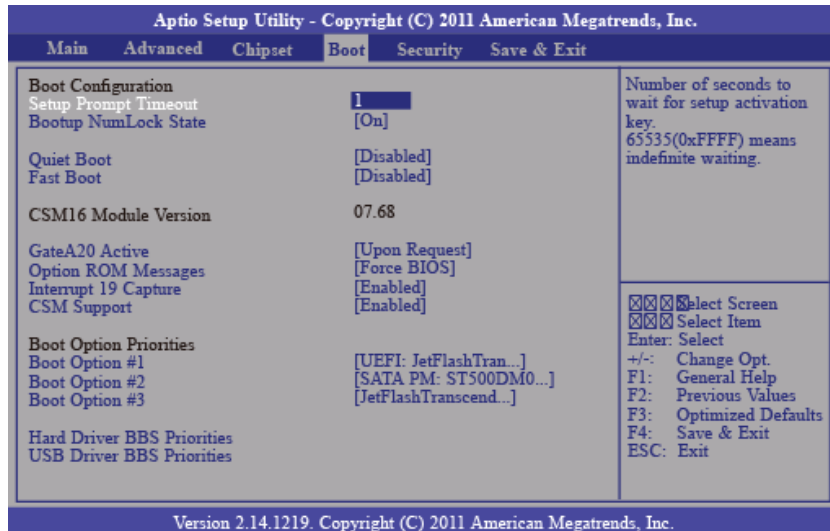 Aptio Setup Utility - Copyright (C) 2011 American Megatrends, Inc.
Main Advanced Chipset Boot Security Save & Exit
Boot Configuration
Setup Prompt Timeout 1
Bootup NumLock State [On]
Quiet Boot [Disabled]
Fast Boot [Disabled]
CSM16 Module Version 07.68
GateA20 Active [Upon Request]
Option ROM Messages [Force BIOS]
Interrupt 19 Capture [Enabled]
CSM Support [Enabled]
Boot Option Priorities
Boot Option #1 [UEFI: JetFlashTran...]
Boot Option #2 [SATA PM: ST500DM0...]
Boot Option #3 [JetFlashTranscend...]
Hard Driver BBS Priorities
USB Driver BBS Priorities
Number of seconds to
wait for setup activation
key.
65535(0xFFFF) means
indefinite waiting.
Select Screen
Select Item
Enter: Select
+/-: Change Opt.
F1: General Help
F2: Previous Values
F3: Optimized Defaults
F4: Save & Exit
ESC: Exit
Version 2.14.1219. Copyright (C) 2011 American Megatrends, Inc.